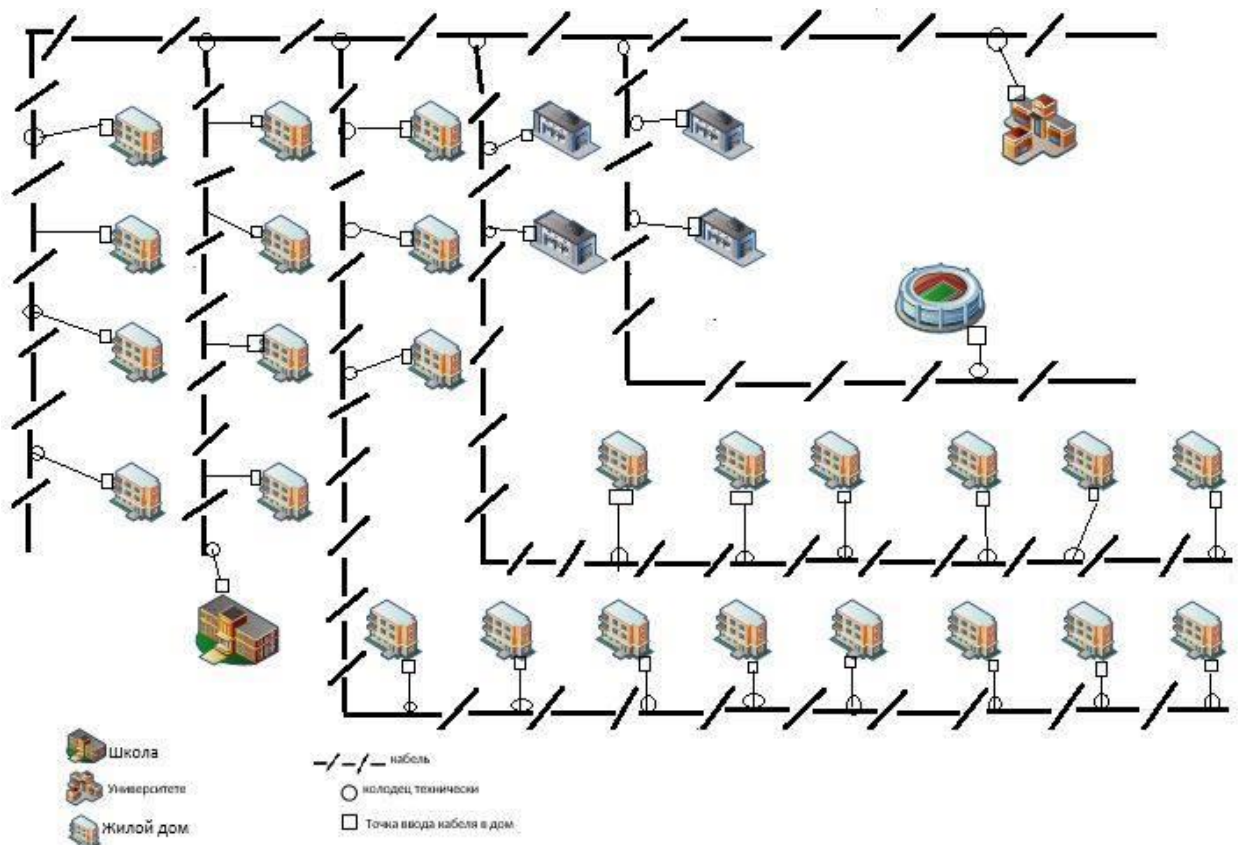 Школа
Университете
Жилой дом
кабель
колодец технически
Точка ввода кабеля в дом